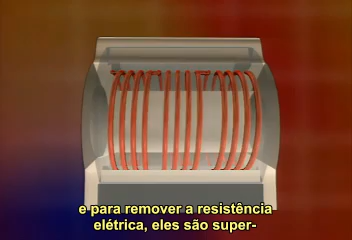 e para remover a resistência
elétrica, eles são super-